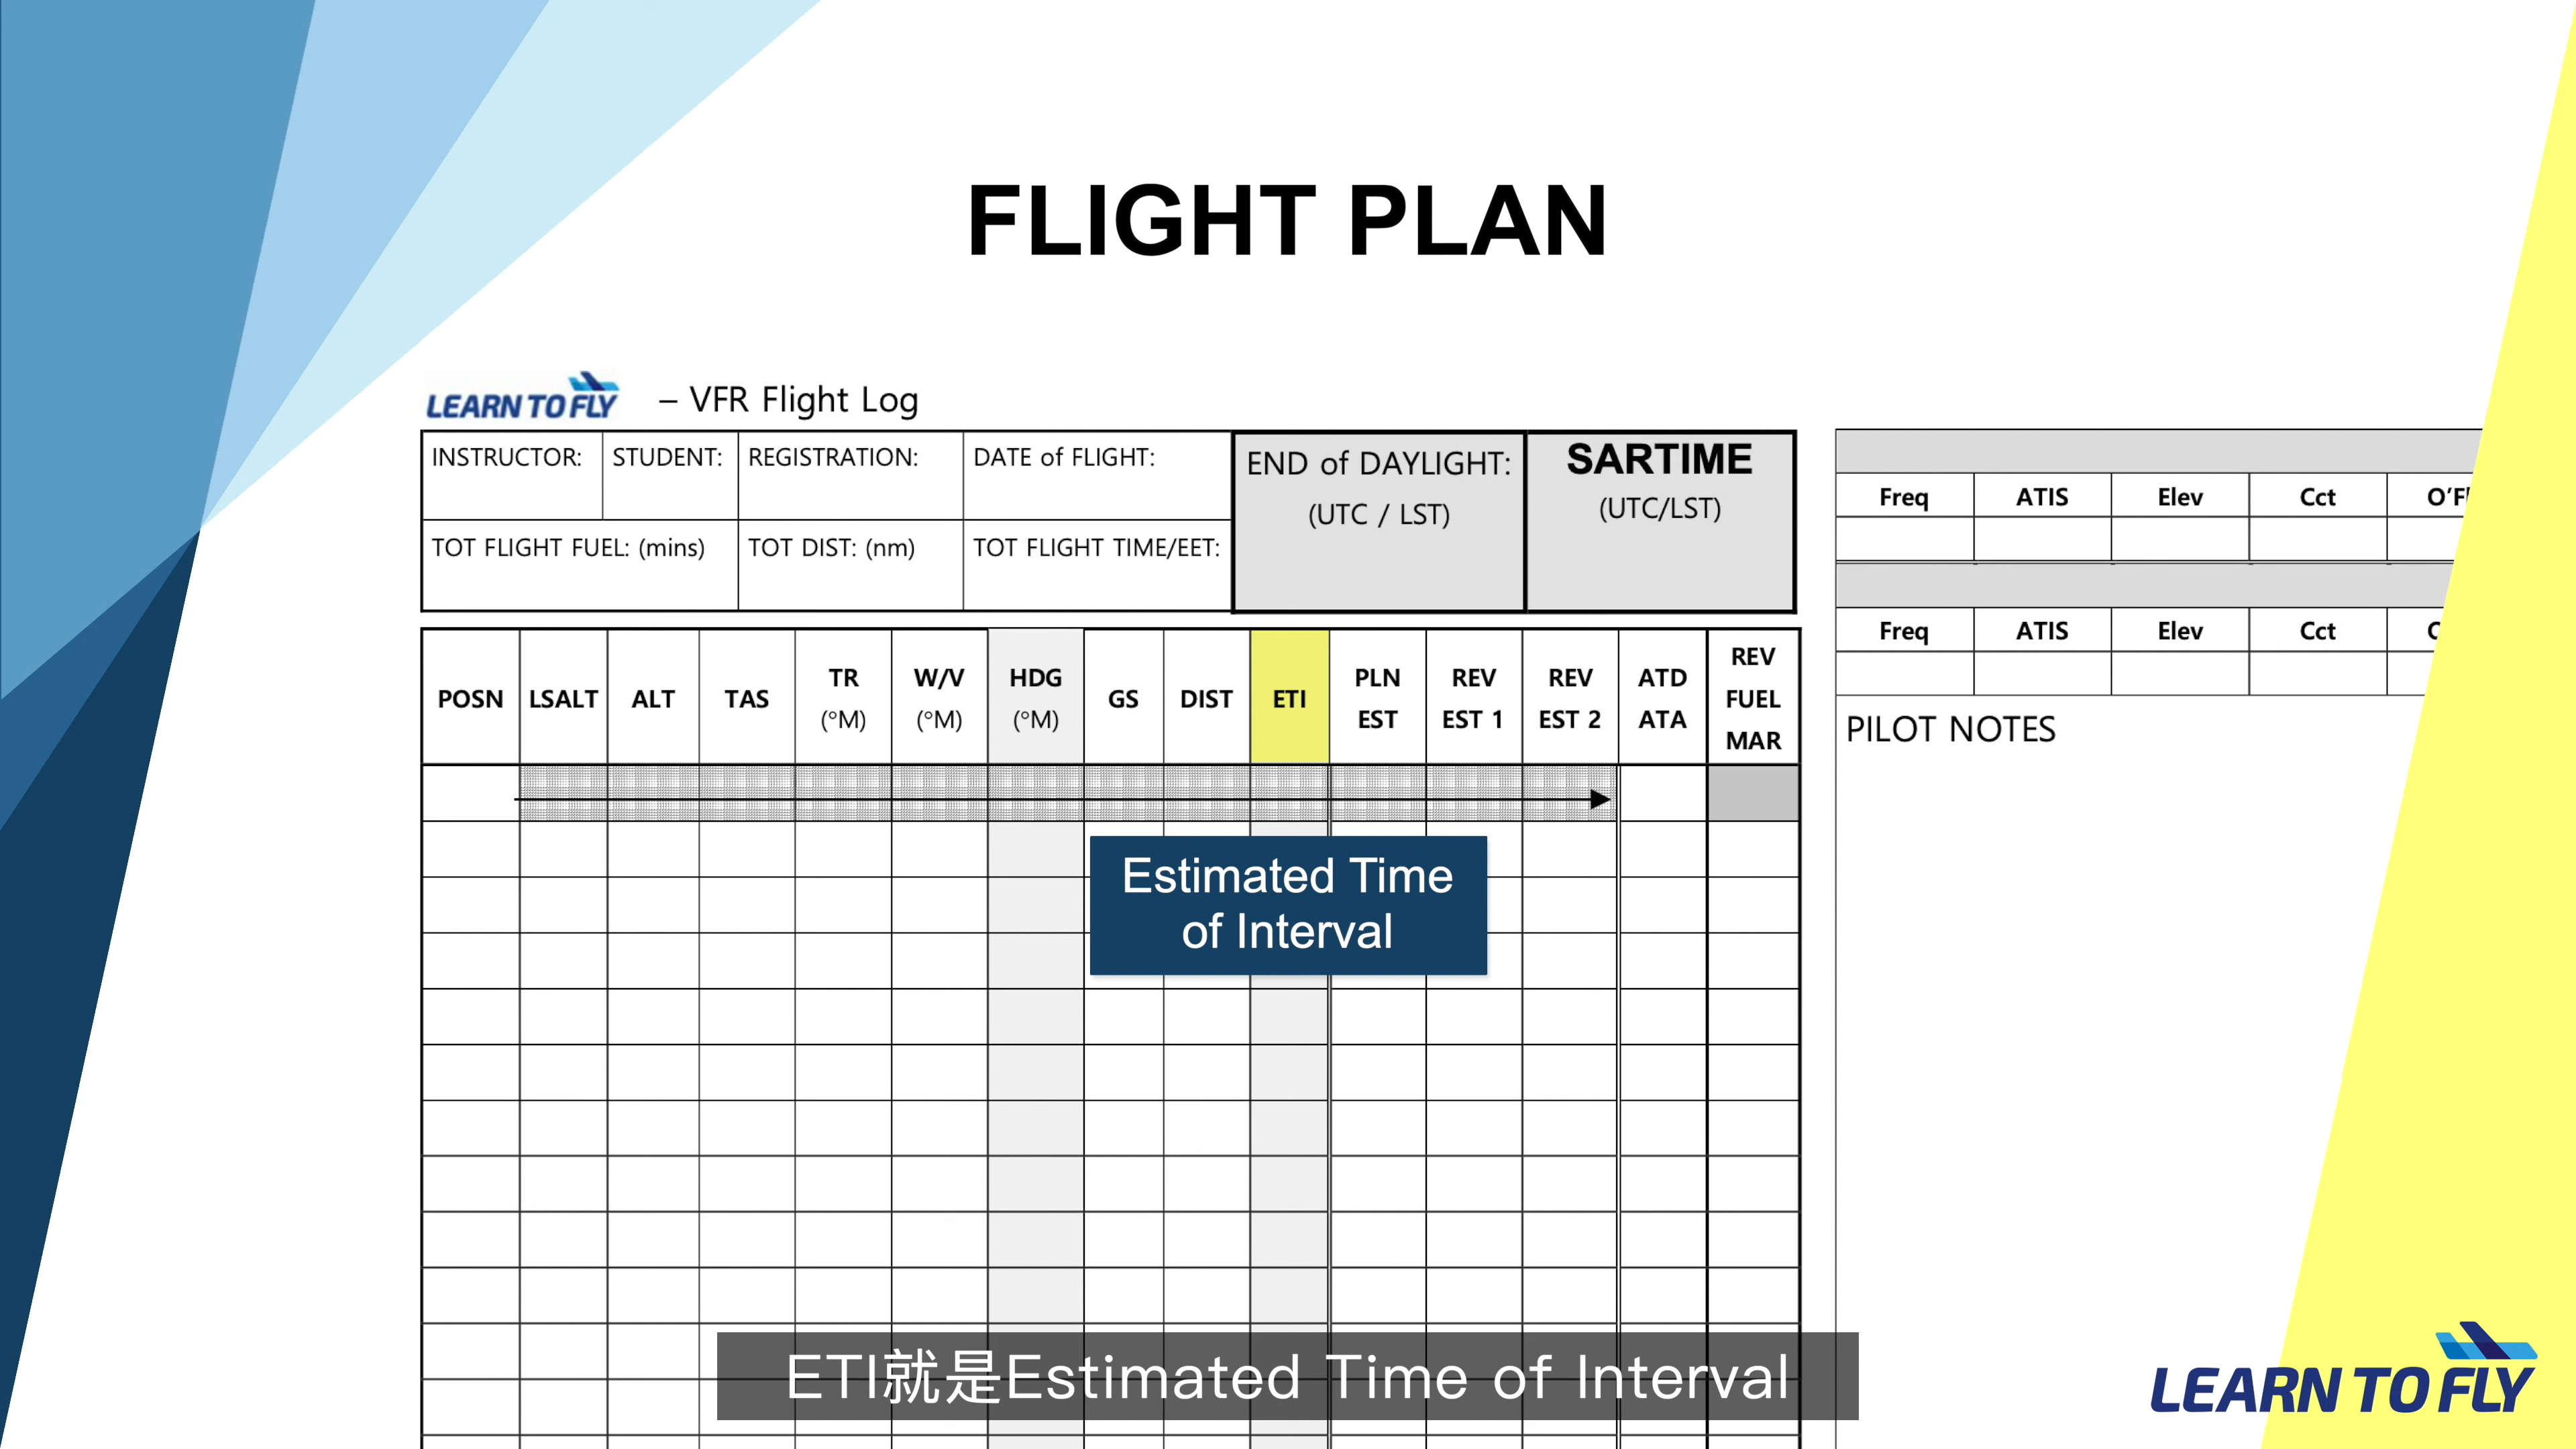 FLIGHT PLAN
LEARN TO FLY – VFR Flight Log
INSTRUCTOR: STUDENT: REGISTRATION: DATE of FLIGHT:
TOT FLIGHT FUEL: (mins) TOT DIST: (nm) TOT FLIGHT TIME/EET:
END of DAYLIGHT:
(UTC / LST)
SARTIME
(UTC/LST)
Freq ATIS Elev Cct
Freq ATIS Elev Cct
PILOT NOTES
POSN
LSALT
ALT
TAS
TR
(°M)
W/V
(°M)
HDG
(°M)
GS
DIST
ETI
PLN
EST
REV
EST 1
REV
EST 2
ATD
ATA
REV
FUEL
MAR
Estimated Time
of Interval
ETI就是Estimated Time of Interval
LEARN TO FLY